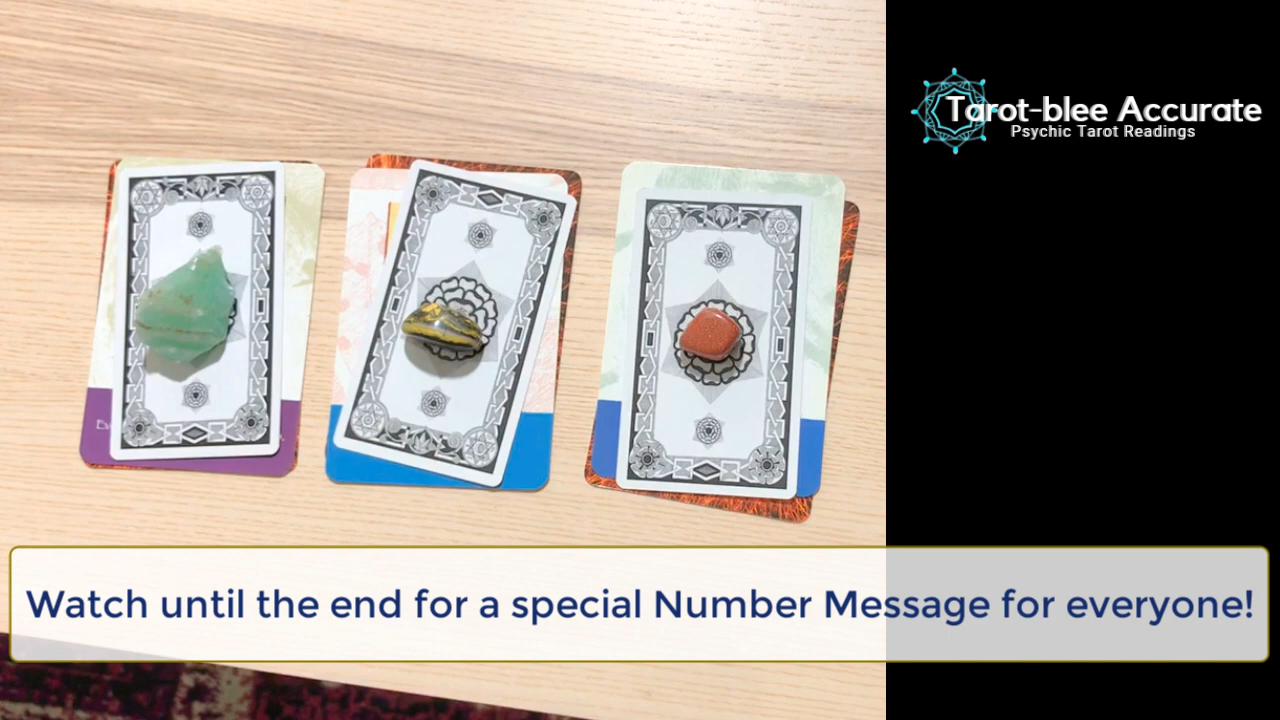 Tarot-blee Accurate
Psychic Tarot Readings
Watch until the end for a special Number Message for everyone!